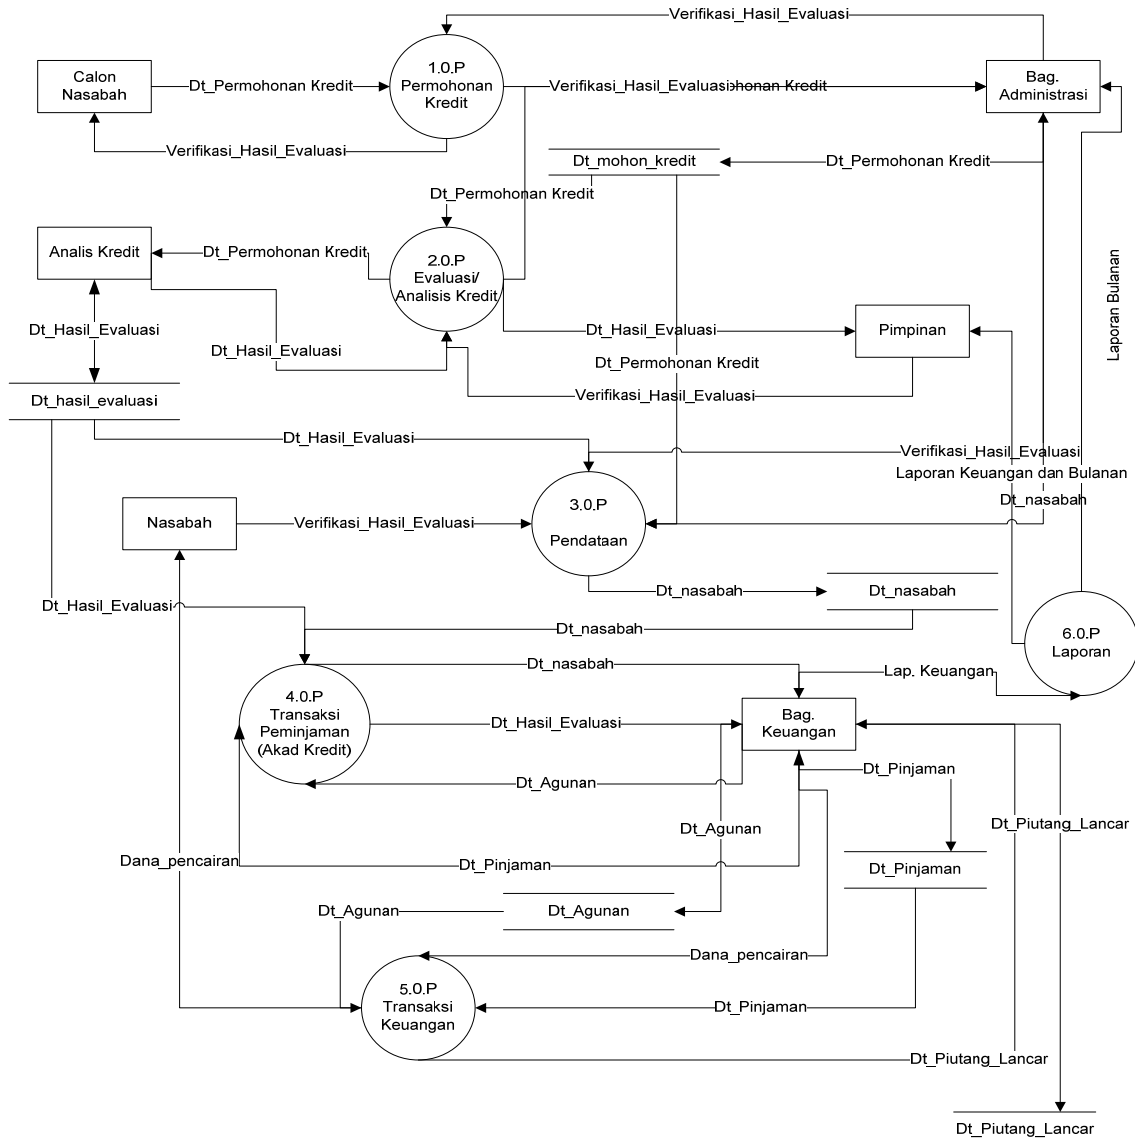 Verifikasi_Hasil_Evaluasi
Calon
Nasabah
Dt_Permohonan Kredit
1.0.P
Permohonan
Kredit
Verifikasi_Hasil_Evaluasi
honan Kredit
Bag.
Administrasi
Verifikasi_Hasil_Evaluasi
Dt_mohon_kredit
Dt_Permohonan Kredit
Dt_Permohonan Kredit
Analis Kredit
Dt_Permohonan Kredit
2.0.P
Evaluasi/
Analisis Kredit
Laporan Bulanan
Dt_Hasil_Evaluasi
Dt_Hasil_Evaluasi
Pimpinan
Dt_Hasil_Evaluasi
Dt_Permohonan Kredit
Verifikasi_Hasil_Evaluasi
Dt_hasil_evaluasi
Dt_Hasil_Evaluasi
Verifikasi_Hasil_Evaluasi
Laporan Keuangan dan Bulanan
Dt_nasabah
Nasabah
Verifikasi_Hasil_Evaluasi
3.0.P
Pendataan
Dt_nasabah
Dt_nasabah
Dt_Hasil_Evaluasi
Dt_nasabah
6.0.P
Laporan
Dt_nasabah
Lap. Keuangan
4.0.P
Transaksi
Peminjaman
(Akad Kredit)
Dt_Hasil_Evaluasi
Bag.
Keuangan
Dt_Agunan
Dt_Pinjaman
Dt_Agunan
Dt_Piutang_Lancar
Dana_pencairan
Dt_Pinjaman
Dt_Pinjaman
Dt_Agunan
Dt_Agunan
Dana_pencairan
5.0.P
Transaksi
Keuangan
Dt_Pinjaman
Dt_Piutang_Lancar
Dt_Piutang_Lancar